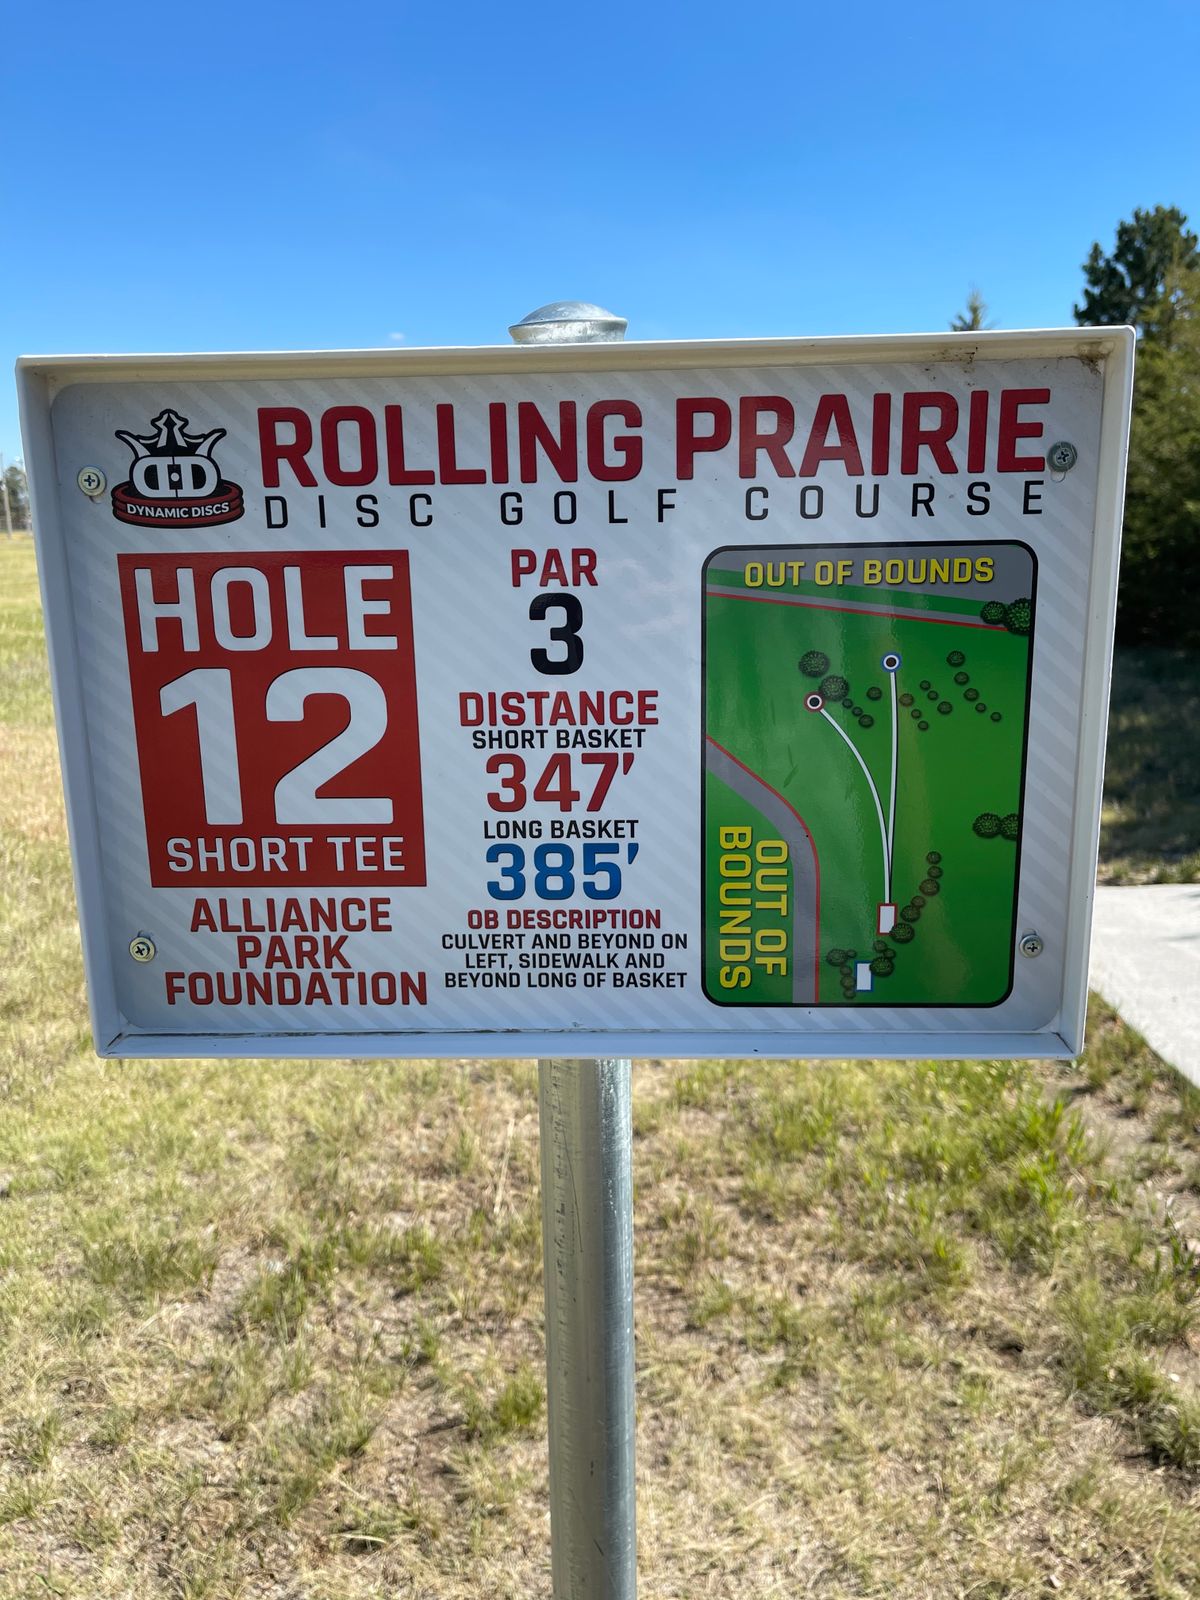 ROLLING PRAIRIE
DISC GOLF COURSE
DYNAMIC DISCS
HOLE
12
SHORT TEE
ALLIANCE
PARK
FOUNDATION
PAR
3
DISTANCE
SHORT BASKET
347'
LONG BASKET
385'
OB DESCRIPTION
CULVERT AND BEYOND ON
LEFT, SIDEWALK AND
BEYOND LONG OF BASKET
OUT OF BOUNDS
OUT OF
BOUNDS